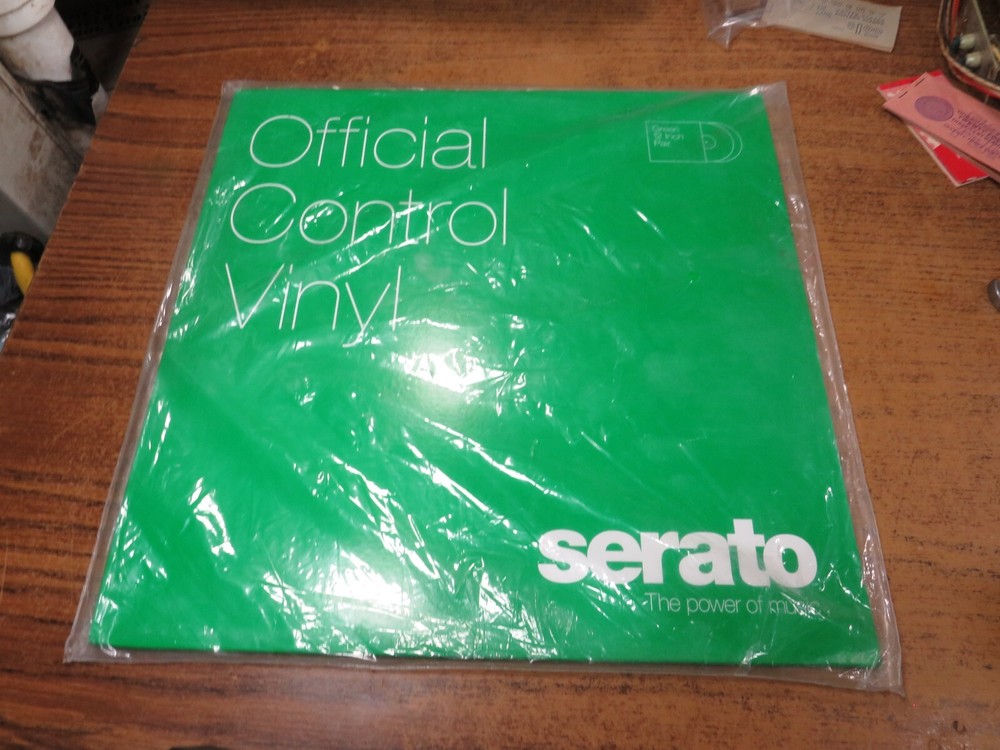 Official
Control
Vinyl
Green
12 Inch
Pair
serato
The power of music